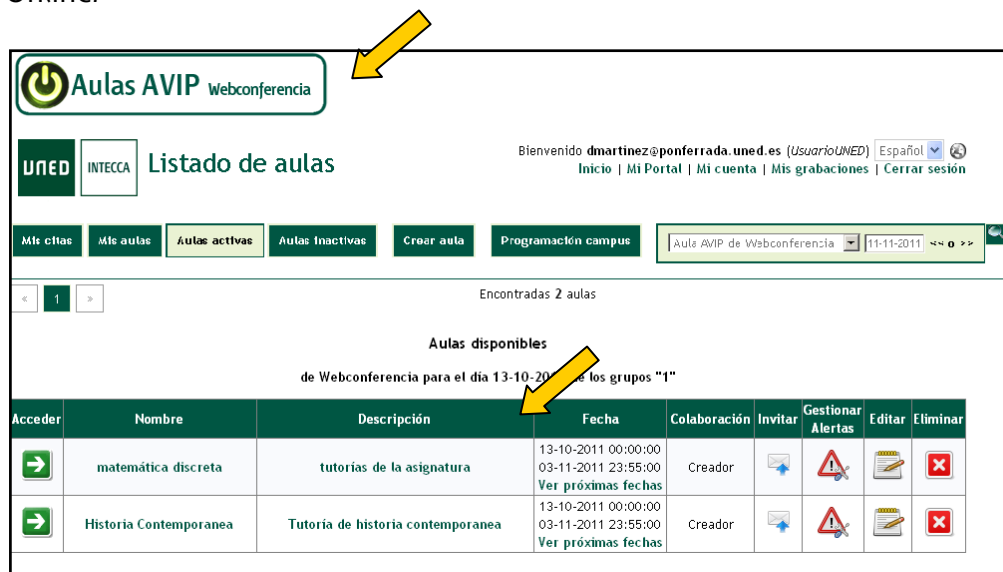 Aulas AVIP Webconferencia
UNED INTECCA Listado de aulas
Bienvenido dmartinez@ponferrada.uned.es (UsuarioUNED) Español
Inicio | Mi Portal | Mi cuenta | Mis grabaciones | Cerrar sesión
Mis citas Mis aulas Aulas activas Aulas inactivas Crear aula Programación campus Aula AVIP de Webconferencia 11-11-2011 << o >>
« 1 » Encontradas 2 aulas
Aulas disponibles
de Webconferencia para el día 13-10- los grupos "1"
Acceder Nombre Descripción Fecha Colaboración Invitar Gestionar Alertas Editar Eliminar
matemática discreta tutorías de la asignatura 13-10-2011 00:00:00
03-11-2011 23:55:00 Creador
Ver próximas fechas
Historia Contemporanea Tutoría de historia contemporanea 13-10-2011 00:00:00
03-11-2011 23:55:00 Creador
Ver próximas fechas